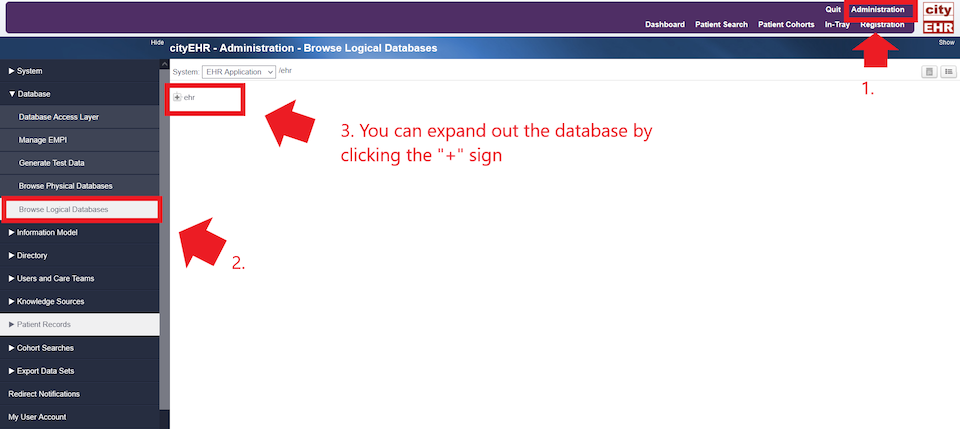 Quit Administration
city
EHR
Dashboard Patient Search Patient Cohorts In-Tray Registration
Hide
cityEHR - Administration - Browse Logical Databases
Show
System
System: EHR Application /ehr
1.
Database
ehr
Database Access Layer
3. You can expand out the database by
clicking the "+" sign
Manage EMPI
Generate Test Data
Browse Physical Databases
Browse Logical Databases
Information Model
Directory
2.
Users and Care Teams
Knowledge Sources
Patient Records
Cohort Searches
Export Data Sets
Redirect Notifications
My User Account